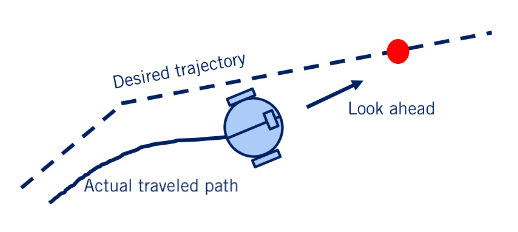 Desired trajectory
Look ahead
Actual traveled path